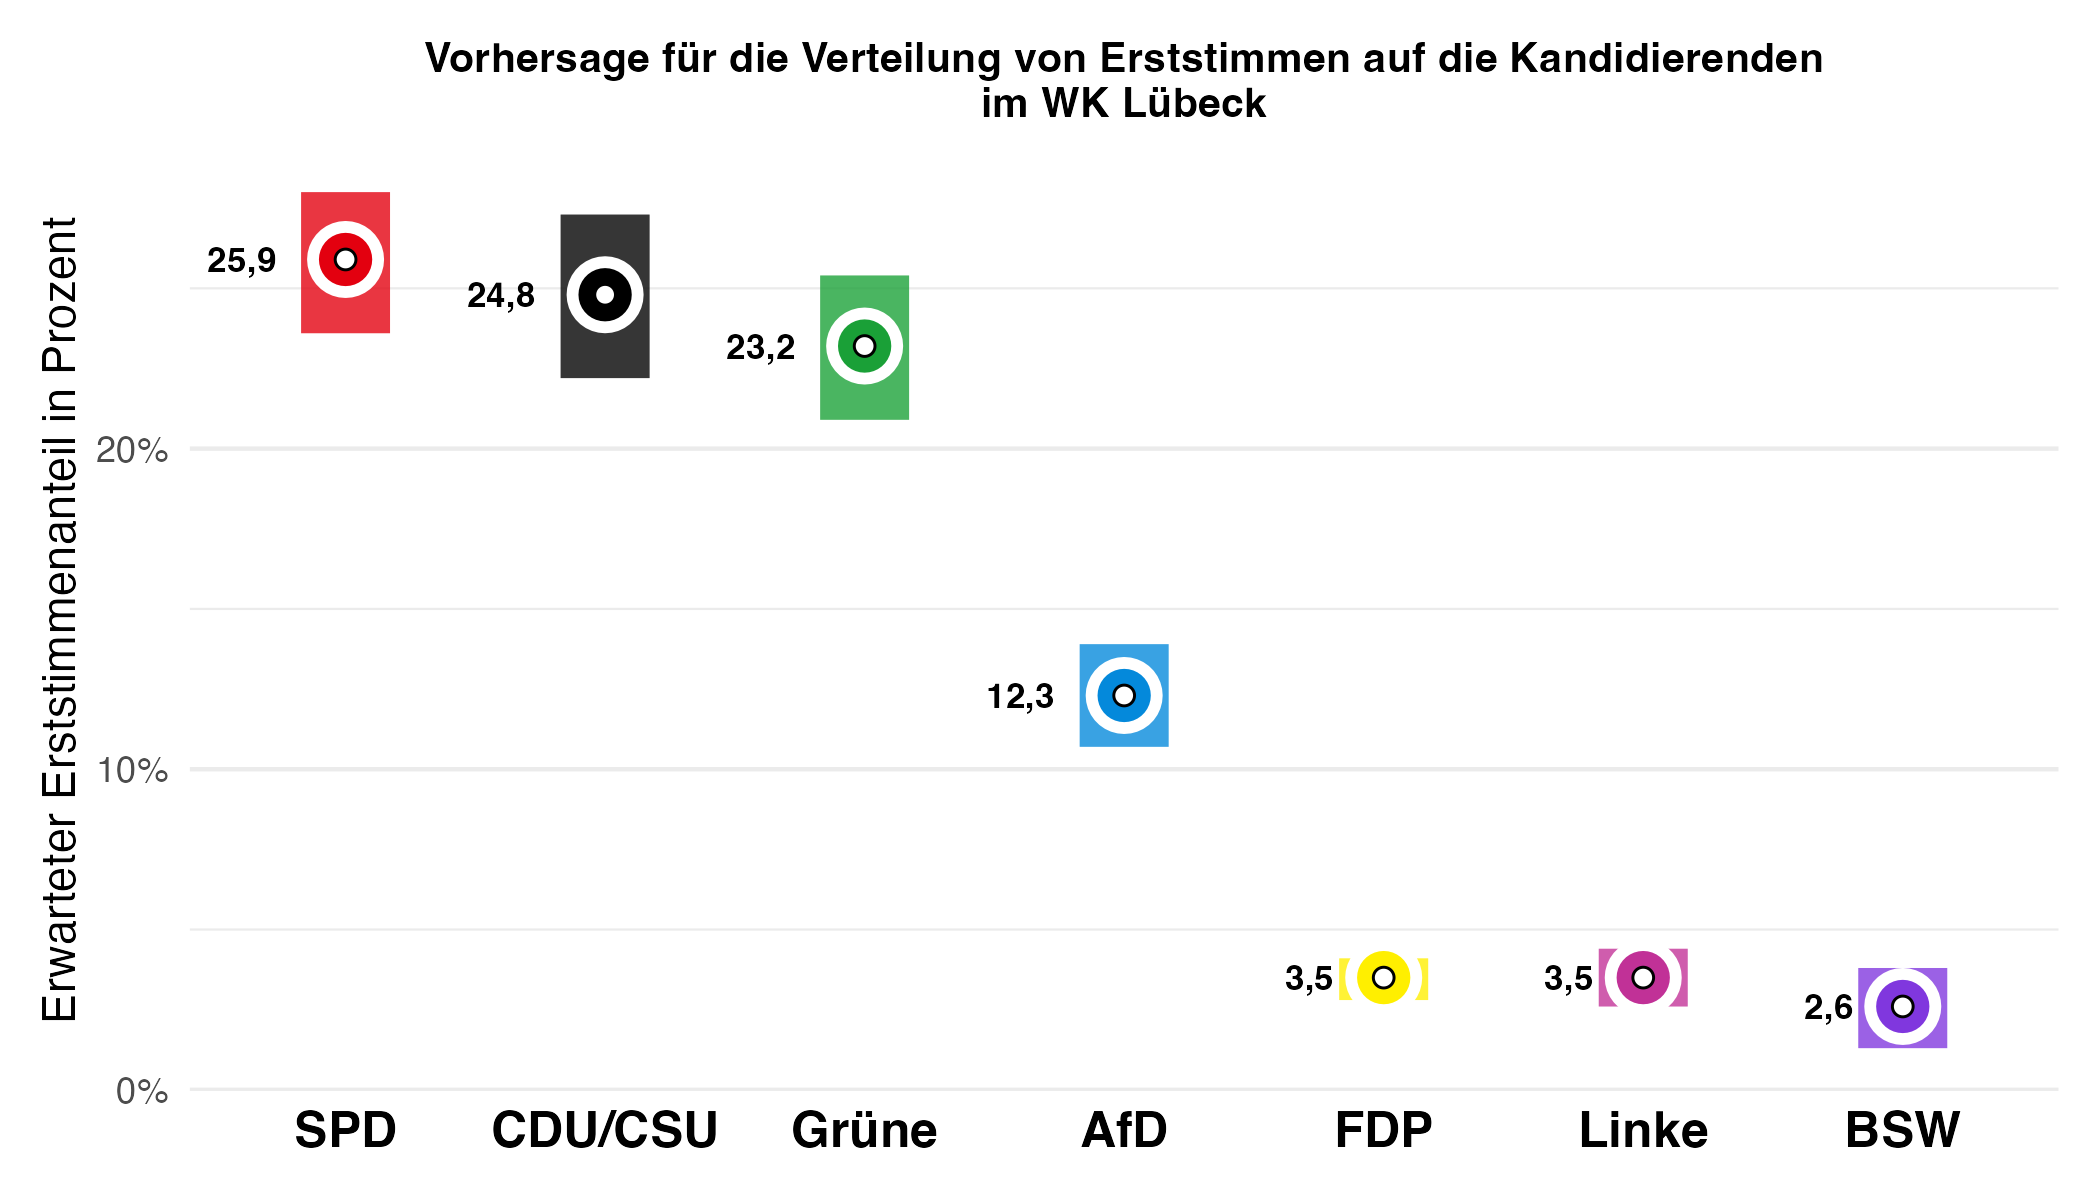 Vorhersage für die Verteilung von Erststimmen auf die Kandidierenden
im WK Lübeck
Erwarteter Erststimmenanteil in Prozent
25,9
24,8
23,2
20%
12,3
10%
3,5
3,5
2,6
0%
SPD
CDU/CSU
Grüne
AfD
FDP
Linke
BSW